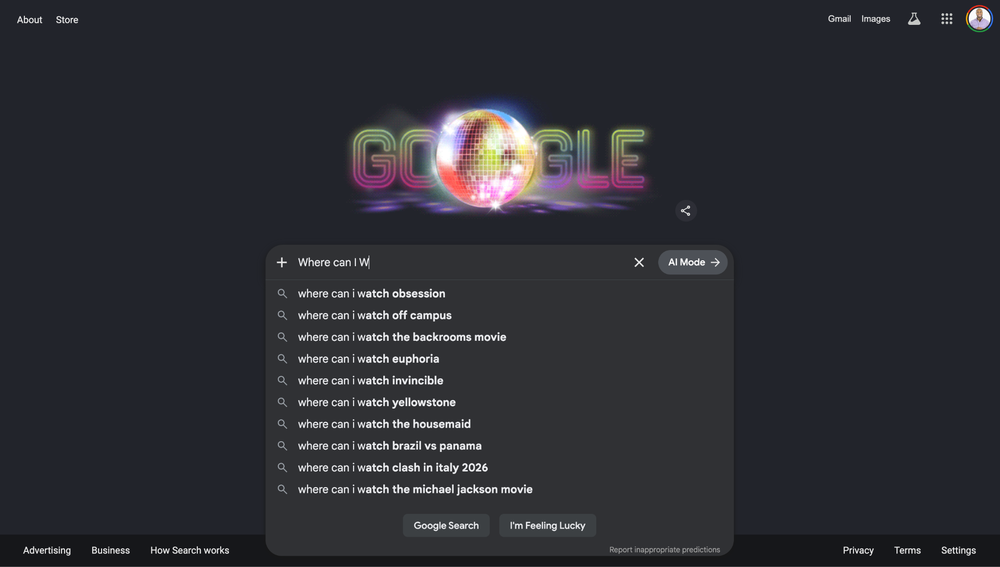 About Store
Gmail Images
GOOGLE
Where can I W
AI Mode
where can i watch obsession
where can i watch off campus
where can i watch the backrooms movie
where can i watch euphoria
where can i watch invincible
where can i watch yellowstone
where can i watch the housemaid
where can i watch brazil vs panama
where can i watch clash in italy 2026
where can i watch the michael jackson movie
Google Search I'm Feeling Lucky
Report inappropriate predictions
Advertising Business How Search works
Privacy Terms Settings